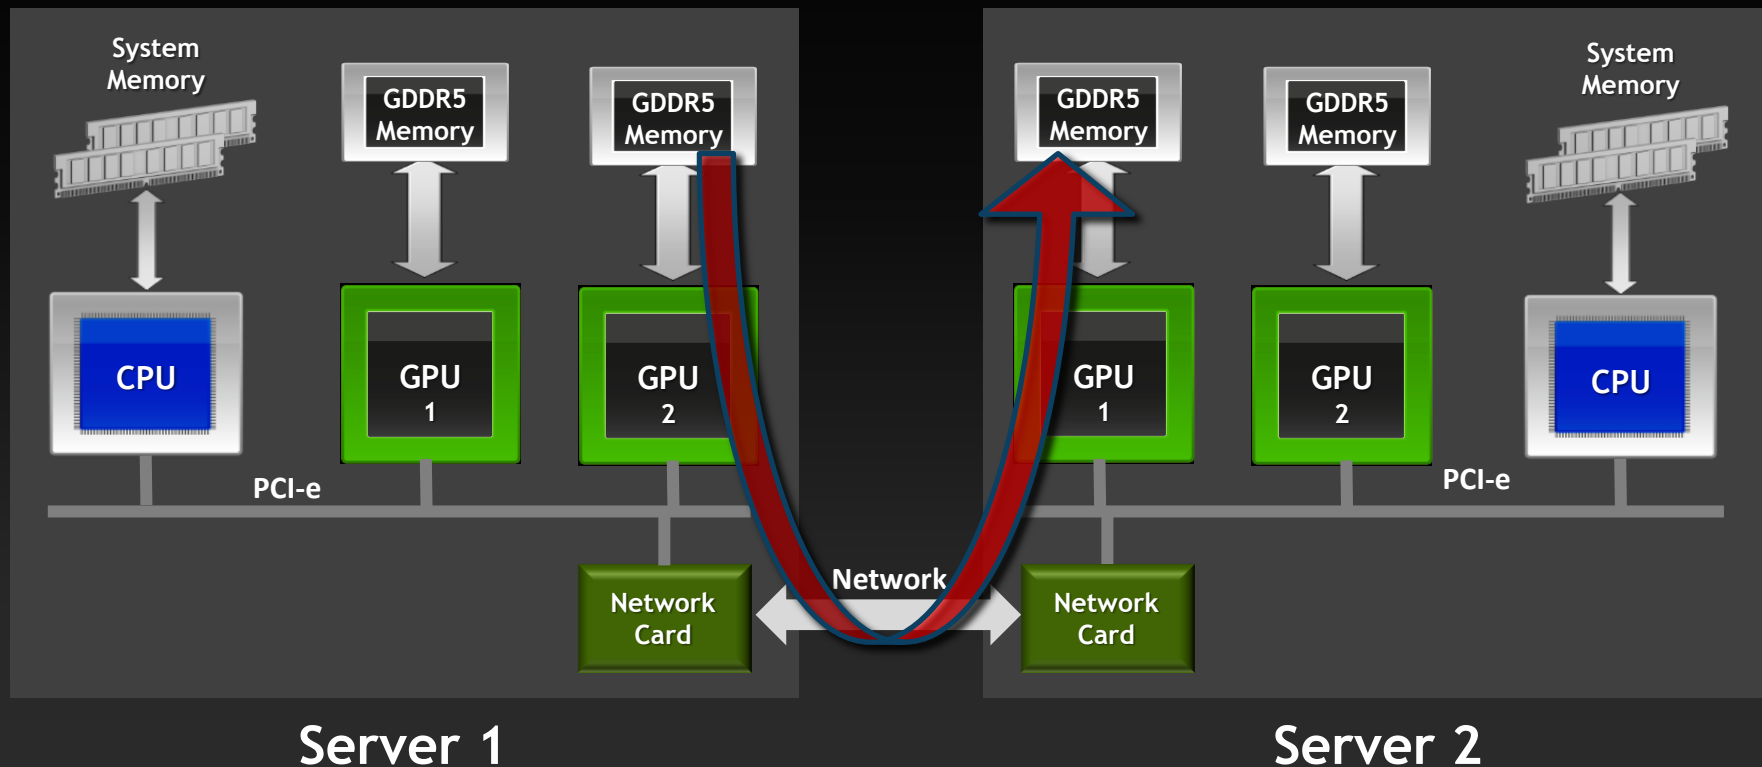 System
Memory
GDDR5
Memory
GDDR5
Memory
CPU
GPU
1
GPU
2
PCI-e
Network
Card
Server 1
Network
GDDR5
Memory
GDDR5
Memory
System
Memory
GPU
1
GPU
2
CPU
PCI-e
Network
Card
Server 2